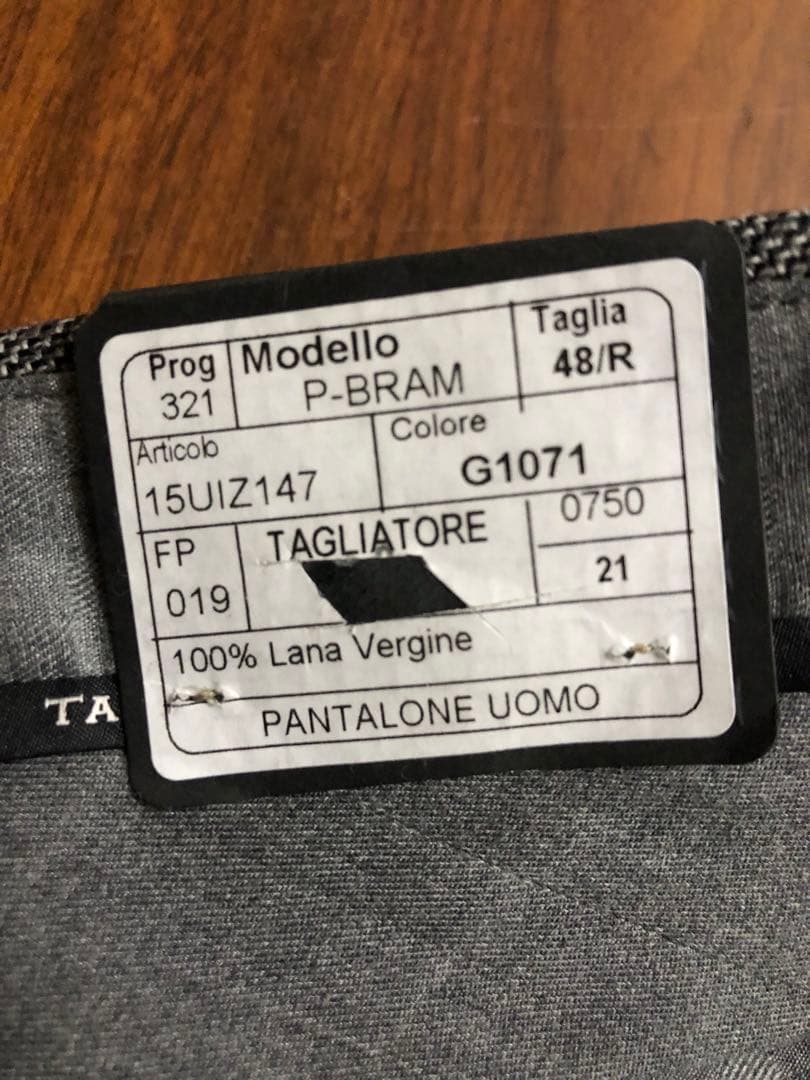 Prog Modello Taglia
321 P-BRAM 48/R
Articolo Colore
15UIZ147 G1071
FP TAGLIATORE 0750
019 21
100% Lana Vergine
PANTALONE UOMO
TA